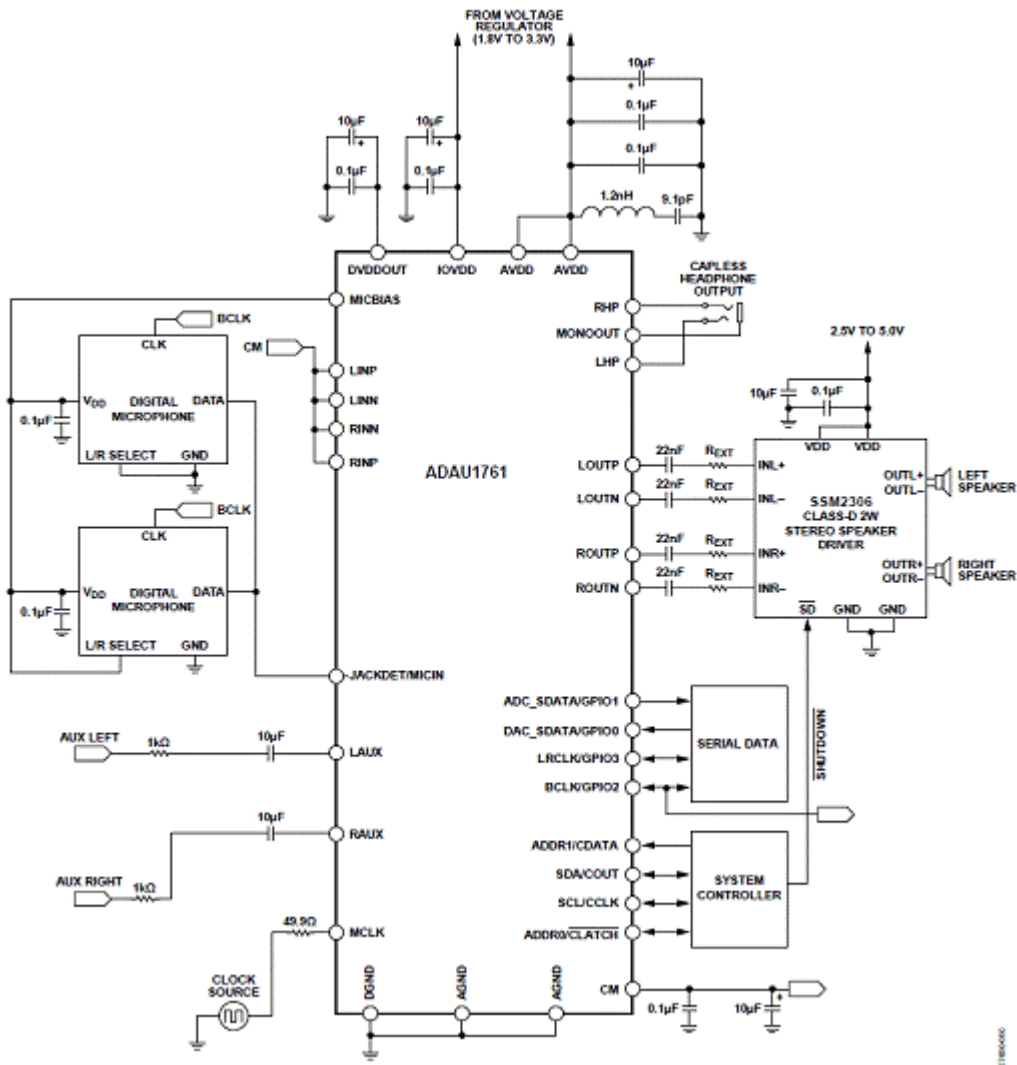 FROM VOLTAGE
REGULATOR
(1.8V TO 3.3V)
10µF
+
0.1µF
0.1µF
1.2nH
9.1pF
10µF
+
0.1µF
10µF
+
0.1µF
DVDDOUT
IOVDD
AVDD
AVDD
MICBIAS
BCLK
CLK
VDD
DIGITAL
MICROPHONE
DATA
0.1µF
L/R SELECT
GND
CM
LINP
LINN
RINN
RINP
BCLK
CLK
VDD
DIGITAL
MICROPHONE
DATA
0.1µF
L/R SELECT
GND
ADAU1761
JACKDET/MICIN
AUX LEFT
1kΩ
10µF
LAUX
AUX RIGHT
1kΩ
10µF
RAUX
49.9Ω
MCLK
CLOCK
SOURCE
DGND
AGND
AGND
RHP
MONOOUT
LHP
CAPLESS
HEADPHONE
OUTPUT
2.5V TO 5.0V
10µF
0.1µF
VDD
VDD
LOUTP
22nF
REXT
INL+
LOUTN
22nF
REXT
INL–
ROUTP
22nF
REXT
INR+
ROUTN
22nF
REXT
INR–
SSM2306
CLASS-D 2W
STEREO SPEAKER
DRIVER
OUTL+
OUTL–
LEFT
SPEAKER
OUTR+
OUTR–
RIGHT
SPEAKER
SD
GND
GND
ADC_SDATA/GPIO1
DAC_SDATA/GPIO0
LRCLK/GPIO3
BCLK/GPIO2
SERIAL DATA
SHUTDOWN
ADDR1/CDATA
SDA/COUT
SCL/CCLK
ADDR0/CLATCH
SYSTEM
CONTROLLER
CM
0.1µF
10µF
+